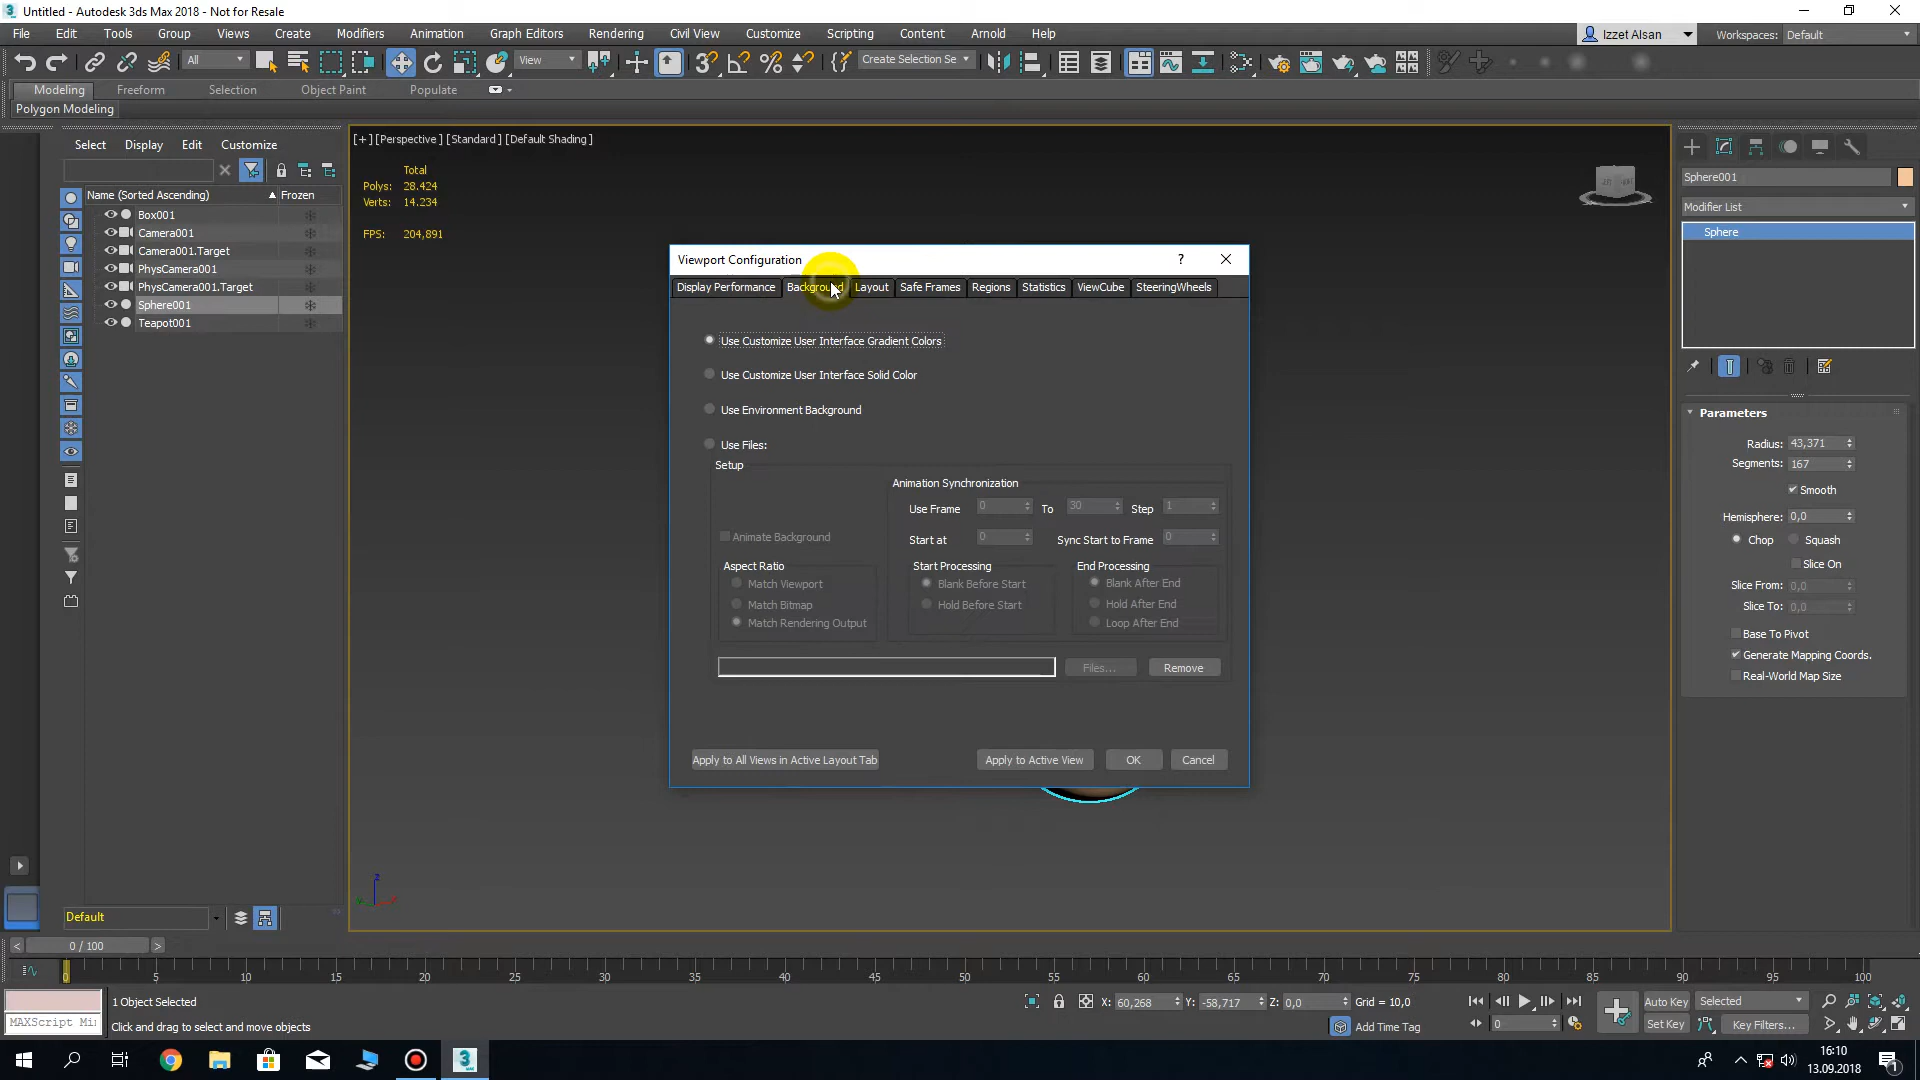 Untitled - Autodesk 3ds Max 2018 - Not for Resale
File Edit Tools Group Views Create Modifiers Animation Graph Editors Rendering Civil View Customize Scripting Content Arnold Help
Izzet Alsan Workspaces: Default
All View Create Selection Se
Modeling Freeform Selection Object Paint Populate
Polygon Modeling
Select Display Edit Customize
Name (Sorted Ascending) Frozen
Box001
Camera001
Camera001.Target
PhysCamera001
PhysCamera001.Target
Sphere001
Teapot001
Default
[+] [Perspective] [Standard] [Default Shading]
Total
Polys: 28.424
Verts: 14.234
FPS: 204,891
Viewport Configuration ?
Display Performance Background Layout Safe Frames Regions Statistics ViewCube SteeringWheels
Use Customize User Interface Gradient Colors
Use Customize User Interface Solid Color
Use Environment Background
Use Files:
Setup
Animation Synchronization
Use Frame 0 To 30 Step 1
Animate Background
Start at 0 Sync Start to Frame 0
Aspect Ratio Start Processing End Processing
Match Viewport Blank Before Start Blank After End
Match Bitmap Hold Before Start Hold After End
Match Rendering Output Loop After End
Files... Remove
Apply to All Views in Active Layout Tab Apply to Active View OK Cancel
z
Sphere001
Modifier List
Sphere
Parameters
Radius: 43,371
Segments: 167
Smooth
Hemisphere: 0,0
Chop Squash
Slice On
Slice From: 0,0
Slice To: 0,0
Base To Pivot
Generate Mapping Coords.
Real-World Map Size
< 0 / 100 >
0 5 10 15 20 25 30 35 40 45 50 55 60 65 70 75 80 85 90 95 100
1 Object Selected
X: 60,268 Y: -58,717 Z: 0,0 Grid = 10,0
Auto Key Selected
MAXScript Mi
Click and drag to select and move objects
Add Time Tag
0
Set Key Key Filters...
3
MAX
16:10
13.09.2018
1